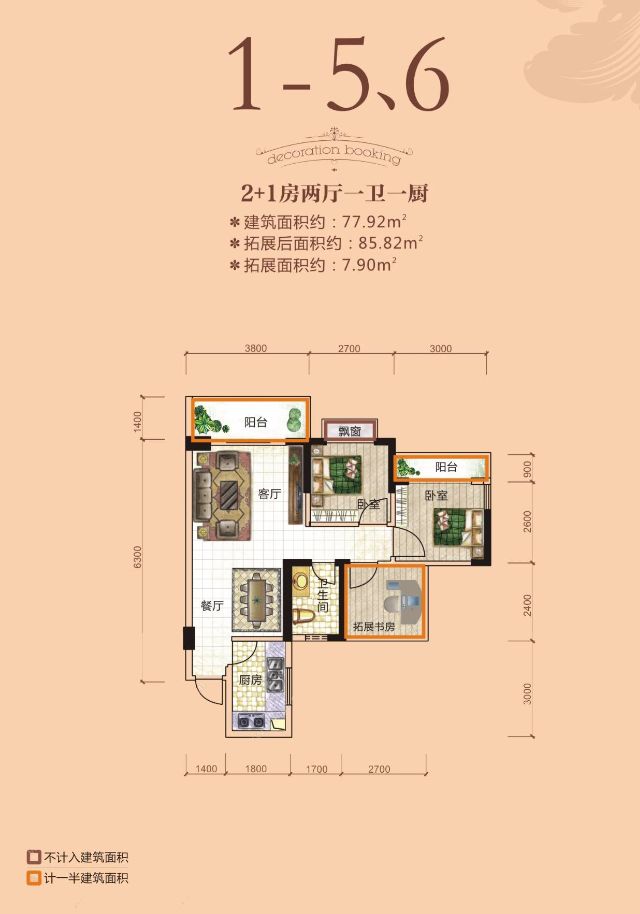 1-5、6
decoration booking
2+1房两厅一卫一厨
✽建筑面积约：77.92m²
✽拓展后面积约：85.82m²
✽拓展面积约：7.90m²
3800 2700 3000
1400
6300
900
2600
2400
3000
阳台
飘窗
阳台
客厅
卧室
卧室
餐厅
卫生间
拓展书房
厨房
1400 1800 1700 2700
不计入建筑面积
计一半建筑面积